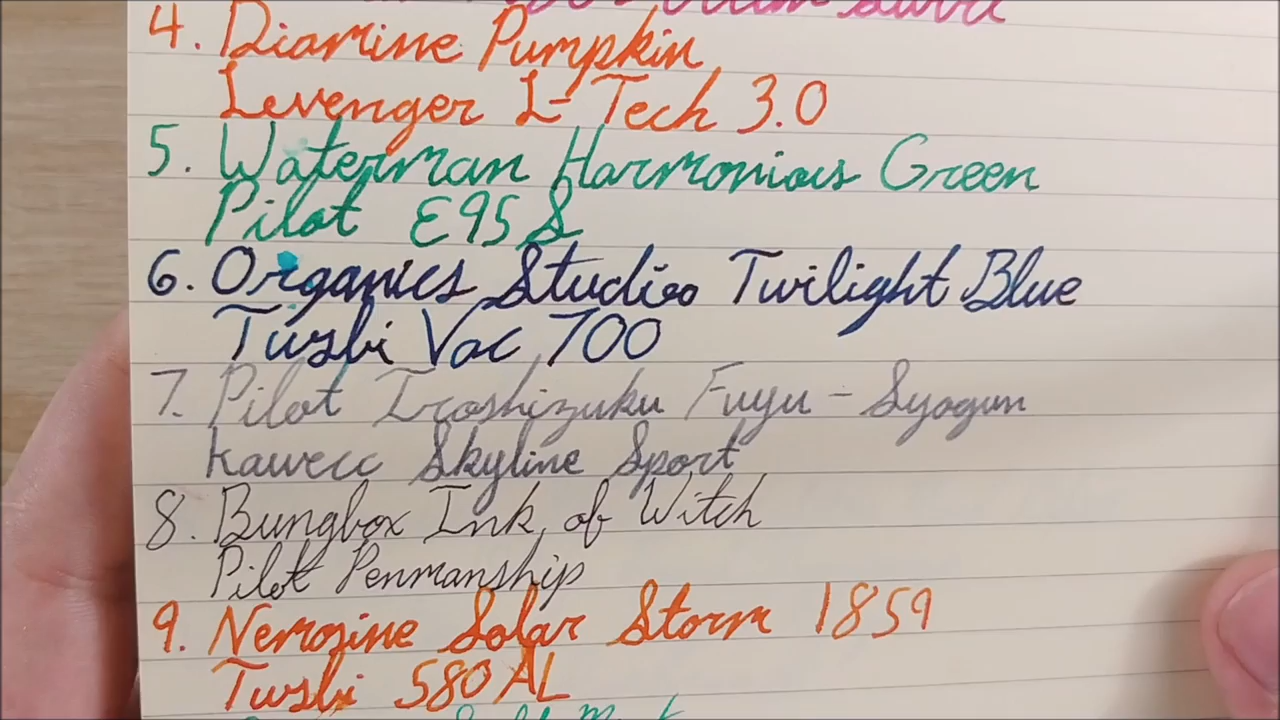 4. Diamine Pumpkin
Levenger L-Tech 3.0
5. Waterman Harmonious Green
Pilot E95S
6. Organics Studio Twilight Blue
Twsbi Vac 700
7. Pilot Iroshizuku Fuyu-Syogun
Kaweco Skyline Sport
8. Bungbox Ink of Witch
Pilot Penmanship
9. Nemosine Solar Storm 1859
Twsbi 580 AL